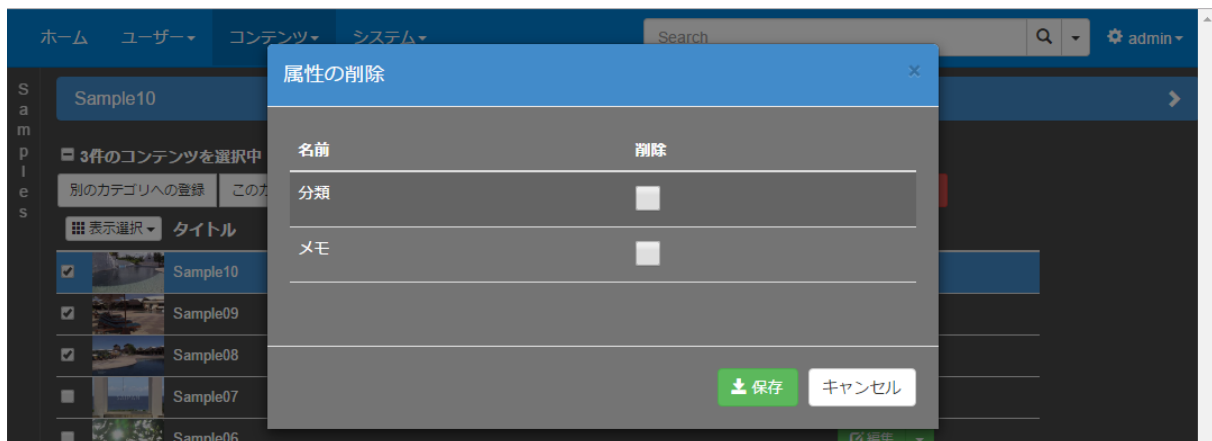 ホーム ユーザー コンテンツ システム Search admin
属性の削除 ×
Samples
Sample10
3件のコンテンツを選択中
名前 削除
別のカテゴリへの登録 このカ
分類
表示選択 タイトル
メモ
Sample10
Sample09
Sample08
保存 キャンセル
Sample07
Sample06 編集